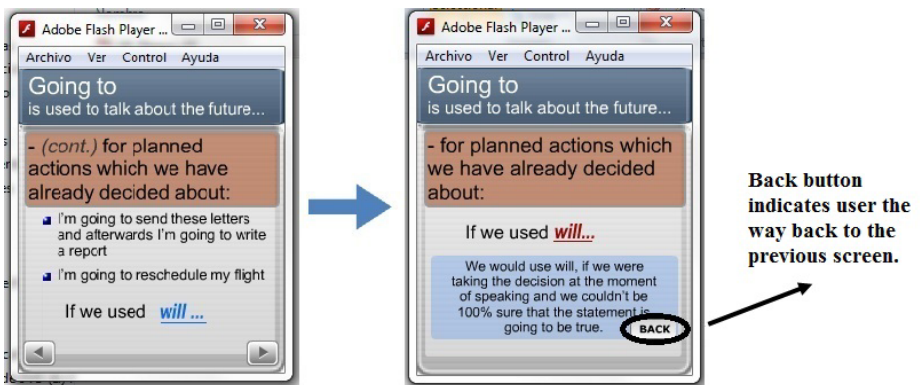 Adobe Flash Player ...
Archivo Ver Control Ayuda
Going to
is used to talk about the future...
- (cont.) for planned
actions which we have
already decided about:
I'm going to send these letters
and afterwards I'm going to write
a report
I'm going to reschedule my flight
If we used will ...
Adobe Flash Player ...
Archivo Ver Control Ayuda
Going to
is used to talk about the future...
- for planned actions which
we have already decided
about:
If we used will...
We would use will, if we were
taking the decision at the moment
of speaking and we couldn't be
100% sure that the statement is
going to be true.
BACK
Back button
indicates user the
way back to the
previous screen.